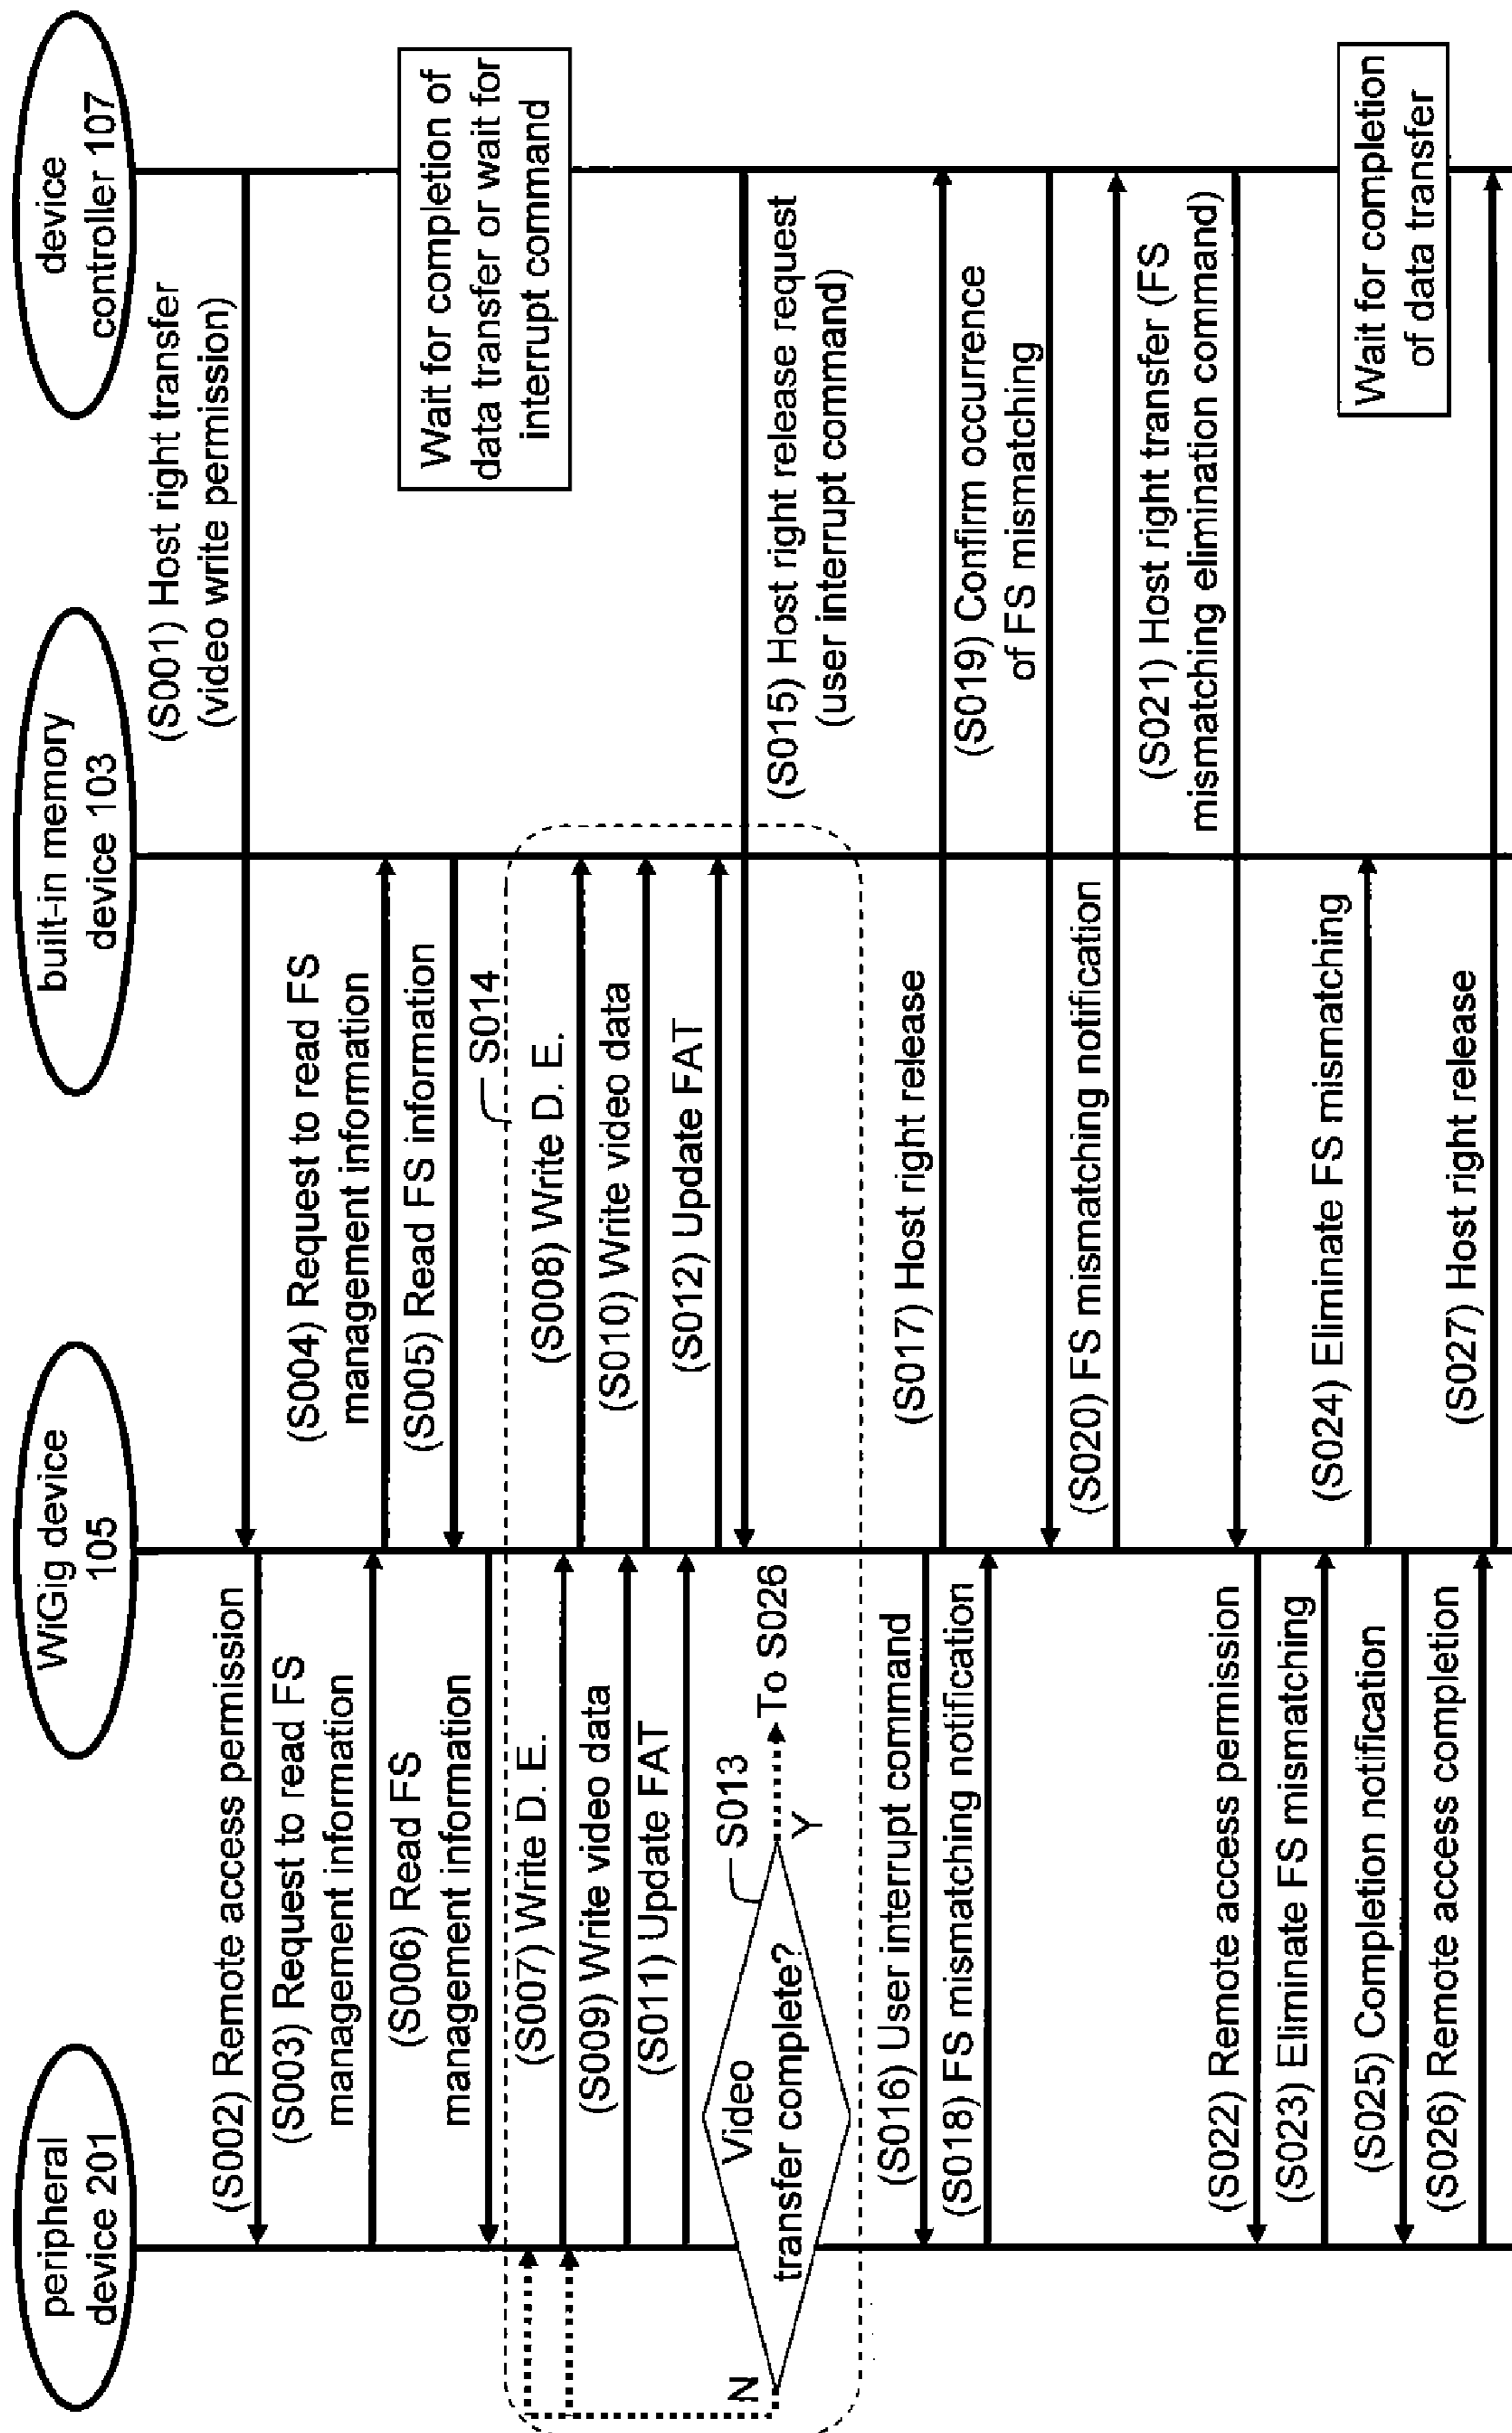 peripheral
device 201
WiGig device
105
built-in memory
device 103
device
controller 107
(S001) Host right transfer
(video write permission)
(S002) Remote access permission
(S003) Request to read FS
management information
(S004) Request to read FS
management information
Wait for completion of
data transfer or wait for
interrupt command
(S005) Read FS information
(S006) Read FS
management information
S014
(S007) Write D. E.
(S008) Write D. E.
(S009) Write video data
(S010) Write video data
(S011) Update FAT
(S012) Update FAT
Video
transfer complete?
S013
N
Y
To S026
(S015) Host right release request
(user interrupt command)
(S016) User interrupt command
(S017) Host right release
(S018) FS mismatching notification
(S019) Confirm occurrence
of FS mismatching
(S020) FS mismatching notification
(S021) Host right transfer (FS
mismatching elimination command)
(S022) Remote access permission
(S023) Eliminate FS mismatching
(S024) Eliminate FS mismatching
Wait for completion
of data transfer
(S025) Completion notification
(S026) Remote access completion
(S027) Host right release